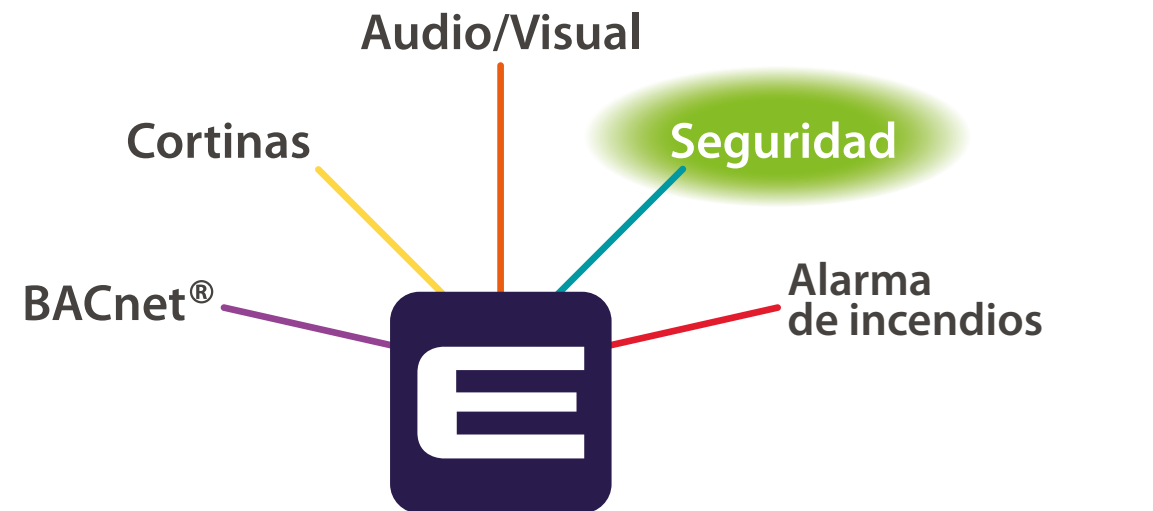 Audio/Visual
Cortinas
Seguridad
BACnet®
Alarma
de incendios
E